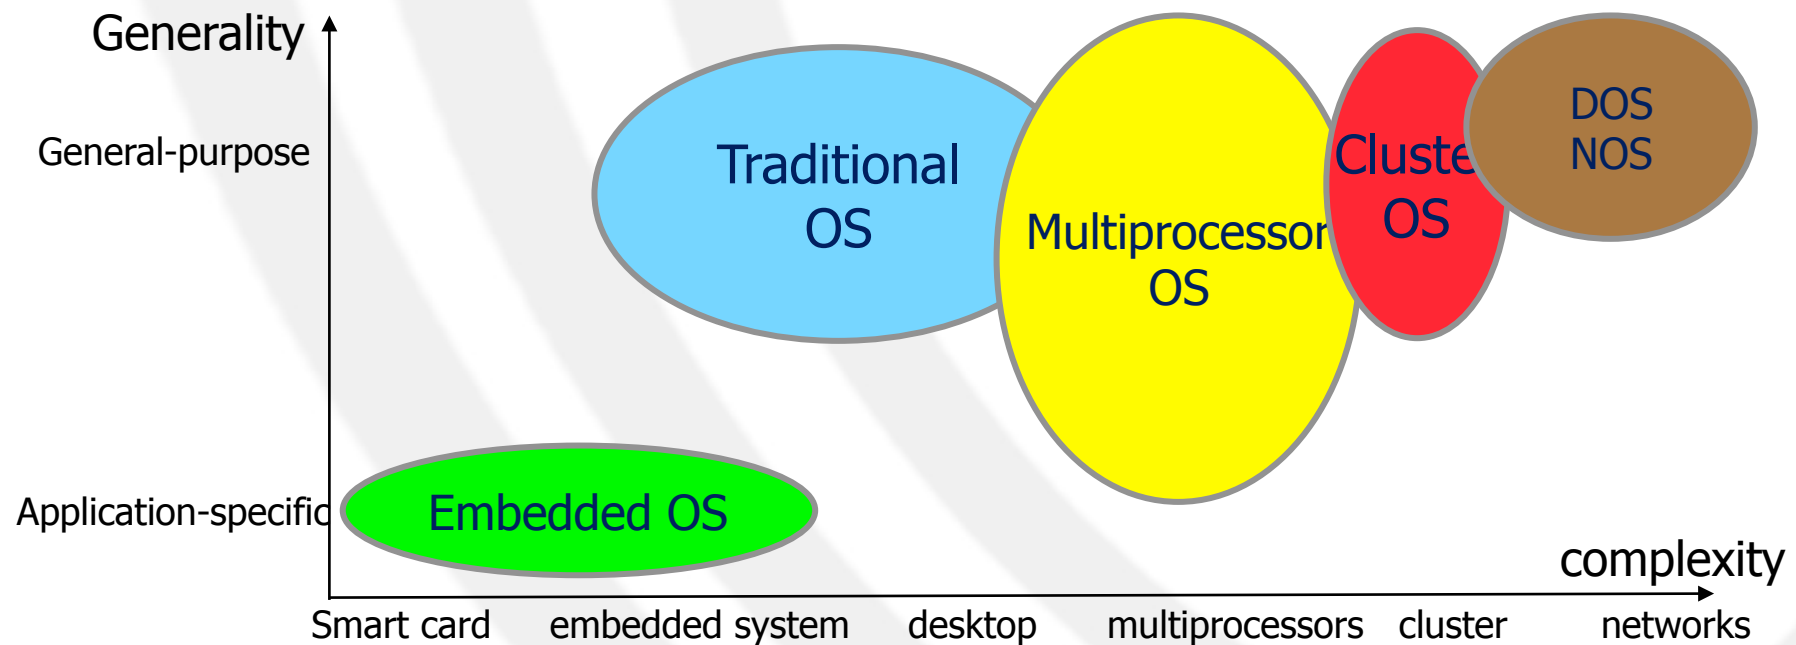 Generality
General-purpose
Application-specific
Traditional
OS
Multiprocessor
OS
Cluste
OS
DOS
NOS
Embedded OS
complexity
Smart card embedded system desktop multiprocessors cluster networks